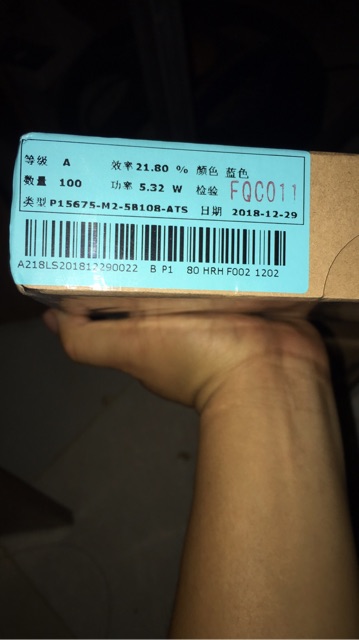 等级 A 效率 21.80 % 颜色 蓝色
数量 100 功率 5.32 W 检验 FQC011
类型 P15675-M2-5B108-ATS 日期 2018-12-29
A218LS201812290022 B P1 80 HRH F002 1202